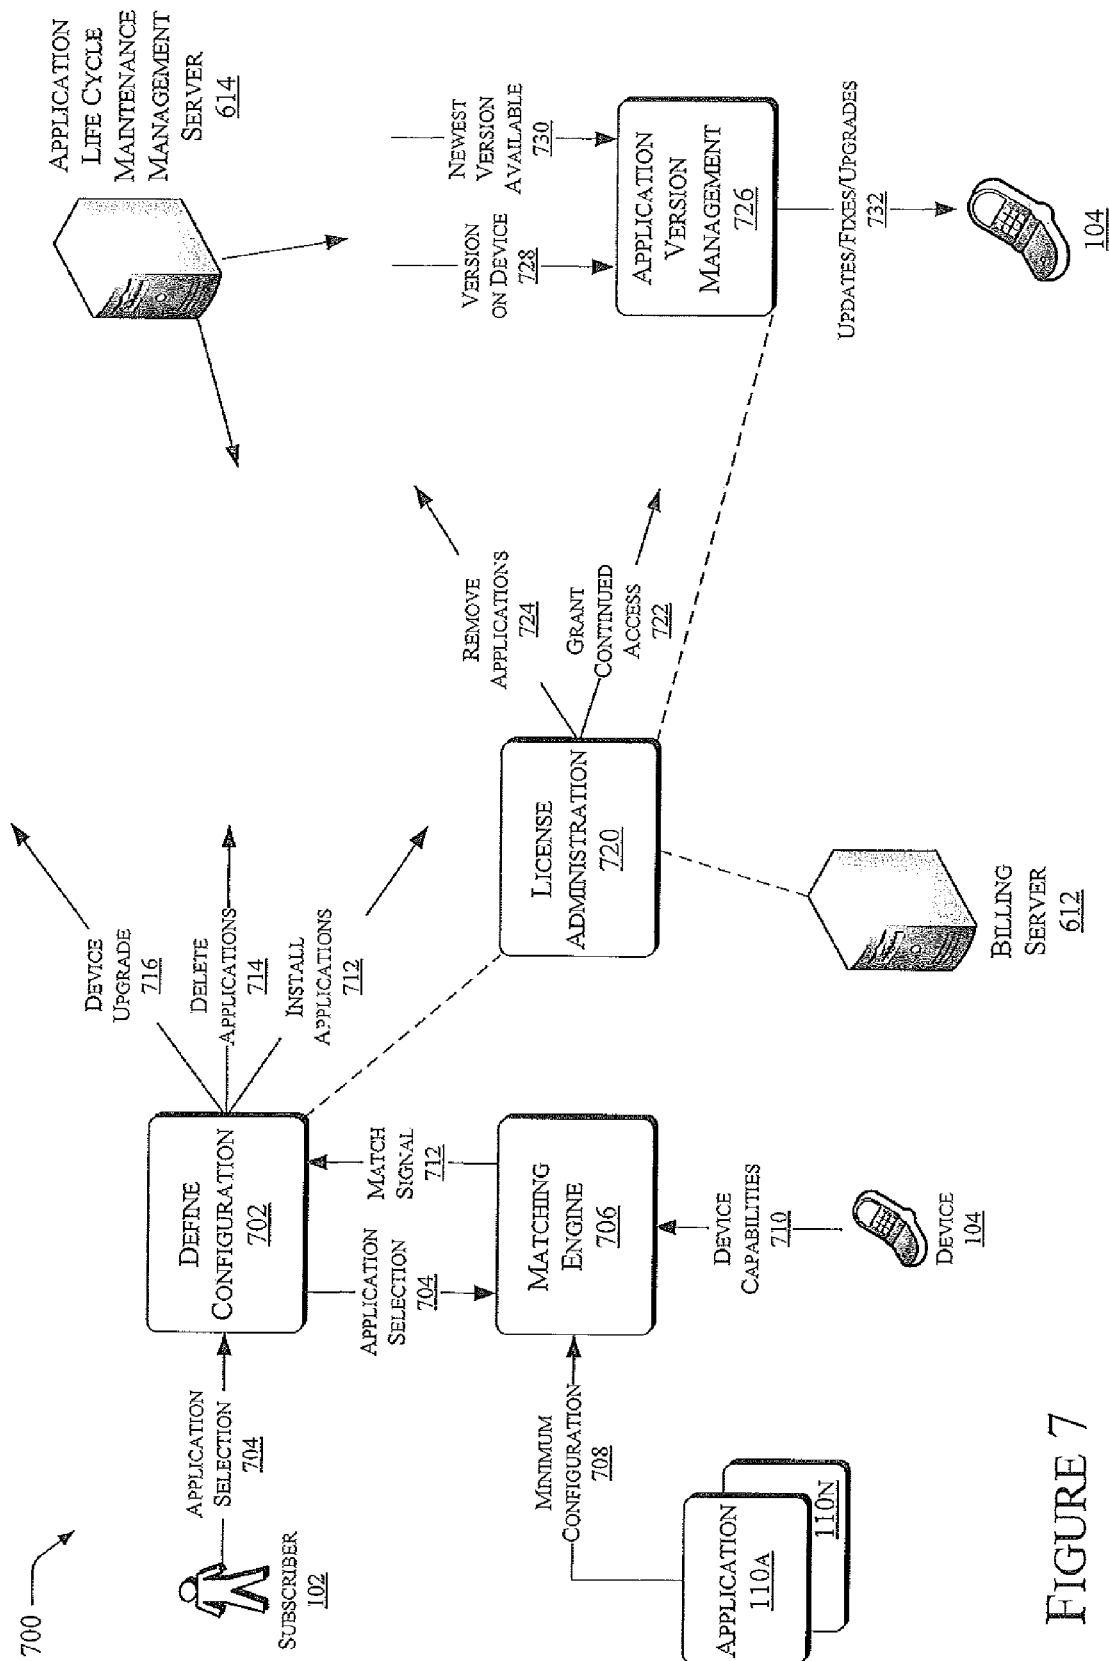 700
SUBSCRIBER
102
APPLICATION
SELECTION
704
DEFINE
CONFIGURATION
702
DEVICE
UPGRADE
716
DELETE
APPLICATIONS
714
INSTALL
APPLICATIONS
712
APPLICATION
LIFE CYCLE
MAINTENANCE
MANAGEMENT
SERVER
614
APPLICATION
SELECTION
704
MATCH
SIGNAL
712
MINIMUM
CONFIGURATION
708
MATCHING
ENGINE
706
LICENSE
ADMINISTRATION
720
REMOVE
APPLICATIONS
724
GRANT
CONTINUED
ACCESS
722
VERSION
ON DEVICE
728
NEWEST
VERSION
AVAILABLE
730
APPLICATION
VERSION
MANAGEMENT
726
APPLICATION
110A
110N
DEVICE
CAPABILITIES
710
DEVICE
104
BILLING
SERVER
612
UPDATES/FIXES/UPGRADES
732
104
FIGURE 7